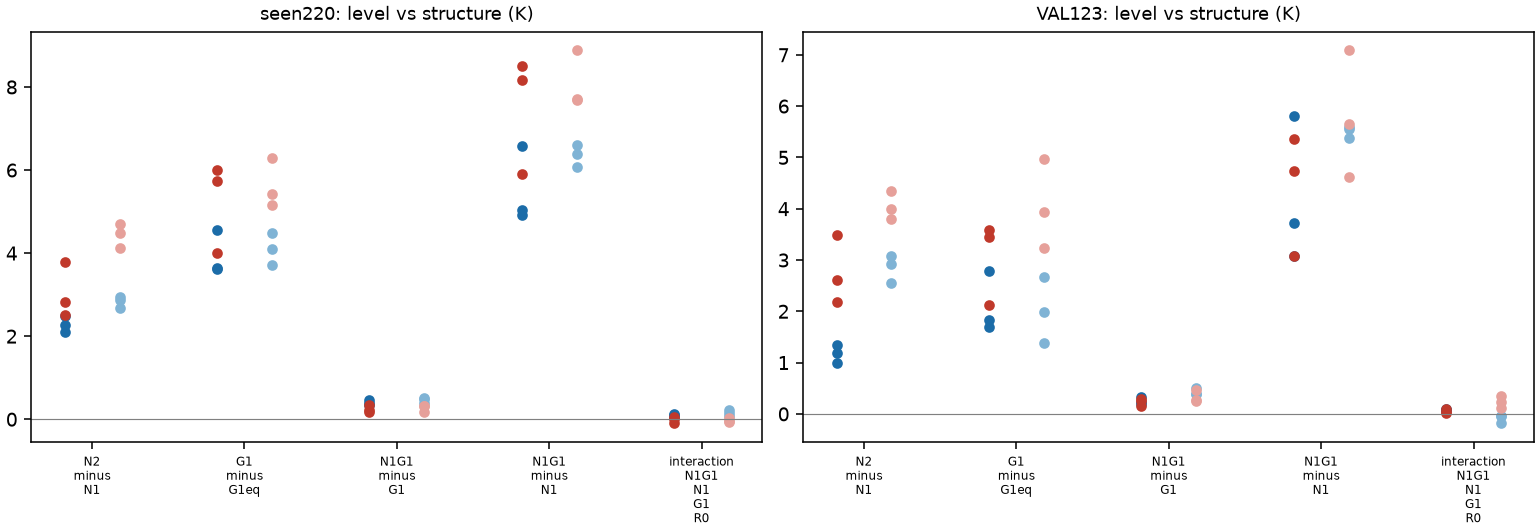 seen220: level vs structure (K)
8
6
4
2
0
N2
minus
N1
G1
minus
G1eq
N1G1
minus
G1
N1G1
minus
N1
interaction
N1G1
N1
G1
R0
VAL123: level vs structure (K)
7
6
5
4
3
2
1
0
N2
minus
N1
G1
minus
G1eq
N1G1
minus
G1
N1G1
minus
N1
interaction
N1G1
N1
G1
R0